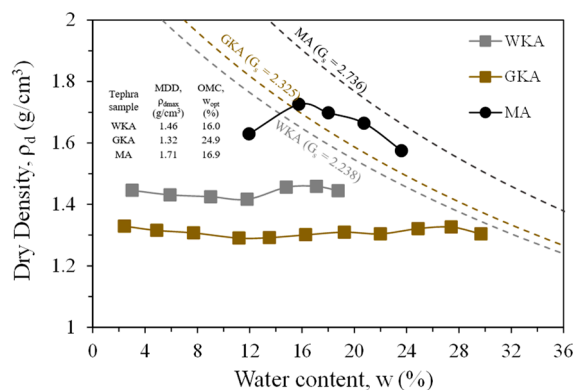 2
1.8
1.6
1.4
1.2
1
Dry Density, ρd (g/cm³)
GKA (Gs = 2.325)
MA (Gs = 2.736)
WKA (Gs = 2.238)
WKA
GKA
MA
Tephra sample MDD, ρdmax (g/cm³) OMC, wopt (%)
WKA 1.46 16.0
GKA 1.32 24.9
MA 1.71 16.9
0 4 8 12 16 20 24 28 32 36
Water content, w (%)